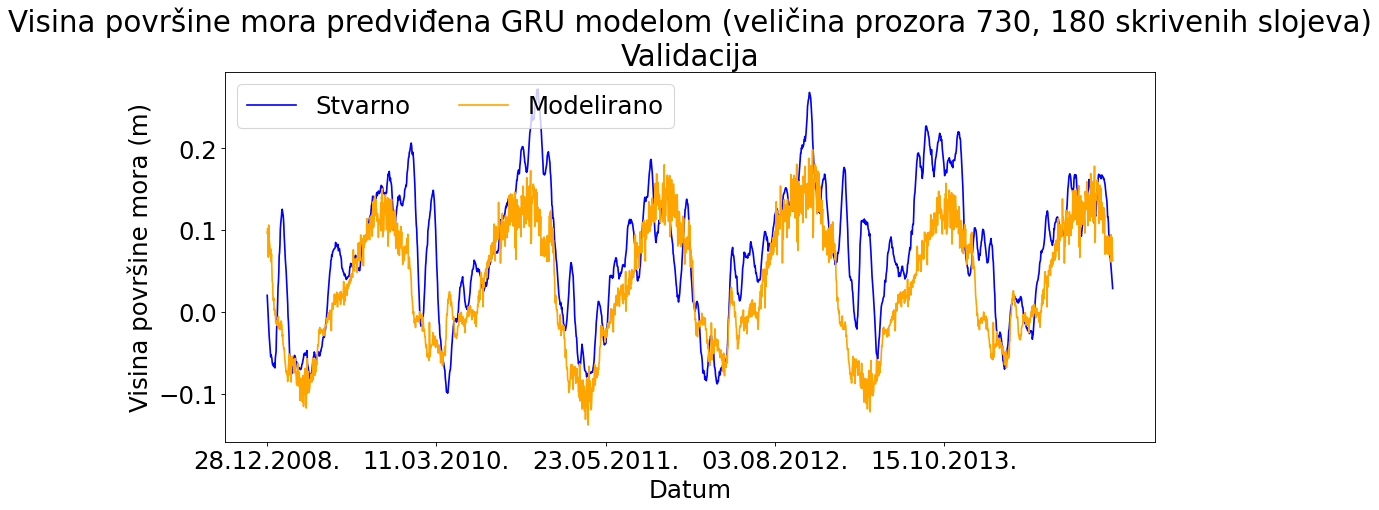 Visina površine mora predviđena GRU modelom (veličina prozora 730, 180 skrivenih slojeva)
Validacija
Stvarno
Modelirano
Visina površine mora (m)
0.2
0.1
0.0
−0.1
28.12.2008.
11.03.2010.
23.05.2011.
03.08.2012.
15.10.2013.
Datum